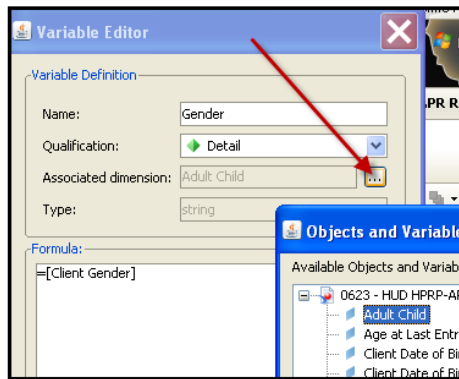 Variable Editor
Variable Definition
Name: Gender
Qualification: Detail
Associated dimension: Adult Child ...
Type: string
Formula:
=[Client Gender]
PR R
Objects and Variable
Available Objects and Variab
0623 - HUD HPRP-AP
Adult Child
Age at Last Entr
Client Date of Bi
Client Date of Bi